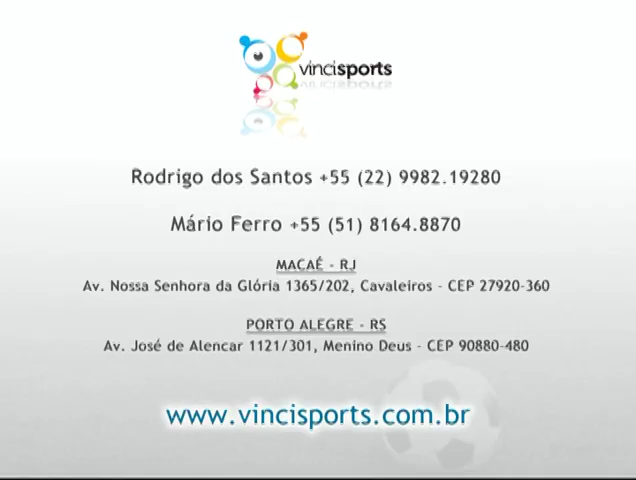 vincisports
Rodrigo dos Santos +55 (22) 9982.19280
Mário Ferro +55 (51) 8164.8870
MACAÉ - RJ
Av. Nossa Senhora da Glória 1365/202, Cavaleiros - CEP 27920-360
PORTO ALEGRE - RS
Av. José de Alencar 1121/301, Menino Deus - CEP 90880-480
www.vincisports.com.br